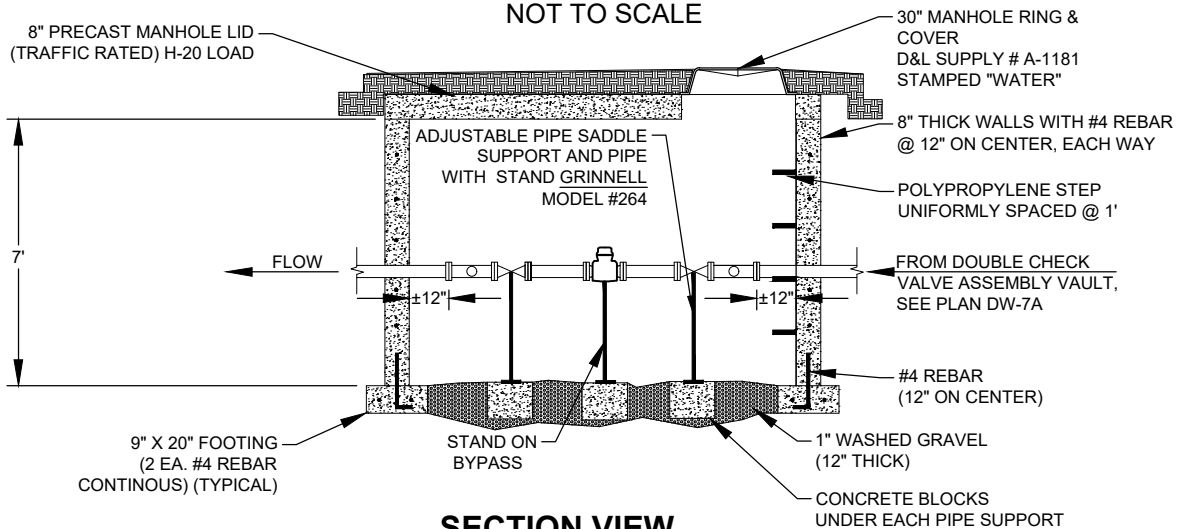 NOT TO SCALE
8" PRECAST MANHOLE LID
(TRAFFIC RATED) H-20 LOAD
30" MANHOLE RING &
COVER
D&L SUPPLY # A-1181
STAMPED "WATER"
ADJUSTABLE PIPE SADDLE
SUPPORT AND PIPE
WITH STAND GRINNELL
MODEL #264
8" THICK WALLS WITH #4 REBAR
@ 12" ON CENTER, EACH WAY
POLYPROPYLENE STEP
UNIFORMLY SPACED @ 1'
7'
FLOW
FROM DOUBLE CHECK
VALVE ASSEMBLY VAULT,
SEE PLAN DW-7A
±12"
±12"
#4 REBAR
(12" ON CENTER)
9" X 20" FOOTING
(2 EA. #4 REBAR
CONTINOUS) (TYPICAL)
STAND ON
BYPASS
1" WASHED GRAVEL
(12" THICK)
CONCRETE BLOCKS
UNDER EACH PIPE SUPPORT
SECTION VIEW